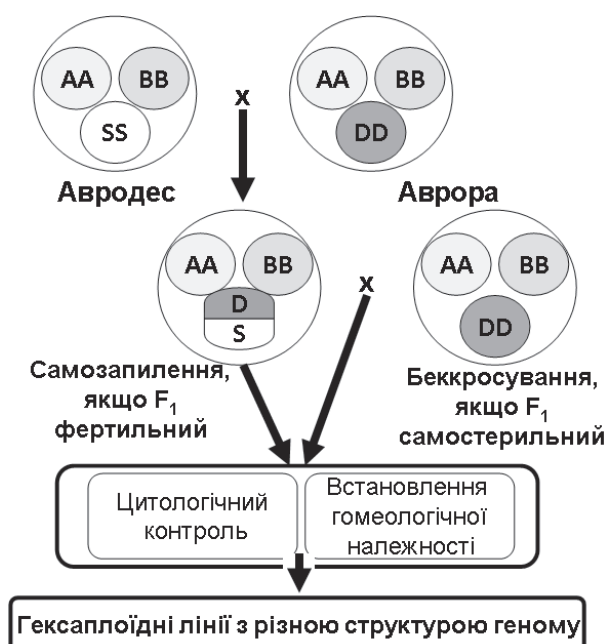 AA BB AA BB
x
SS DD
Авродес Аврора
AA BB AA BB
x
D
S DD
Самозапилення,
якщо F₁
фертильний
Беккросування,
якщо F₁
самостерильний
Цитологічний
контроль
Встановлення
гомеологічної
належності
Гексаплоїдні лінії з різною структурою геному